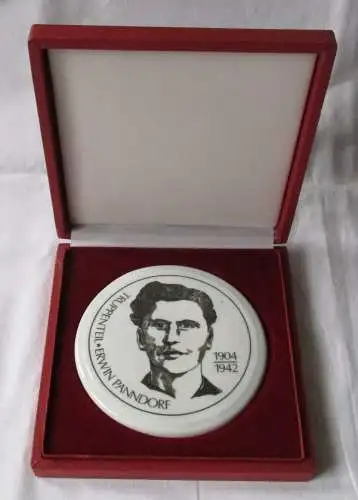 TRUPPENTEIL • ERWIN PANNDORF
1904
1942